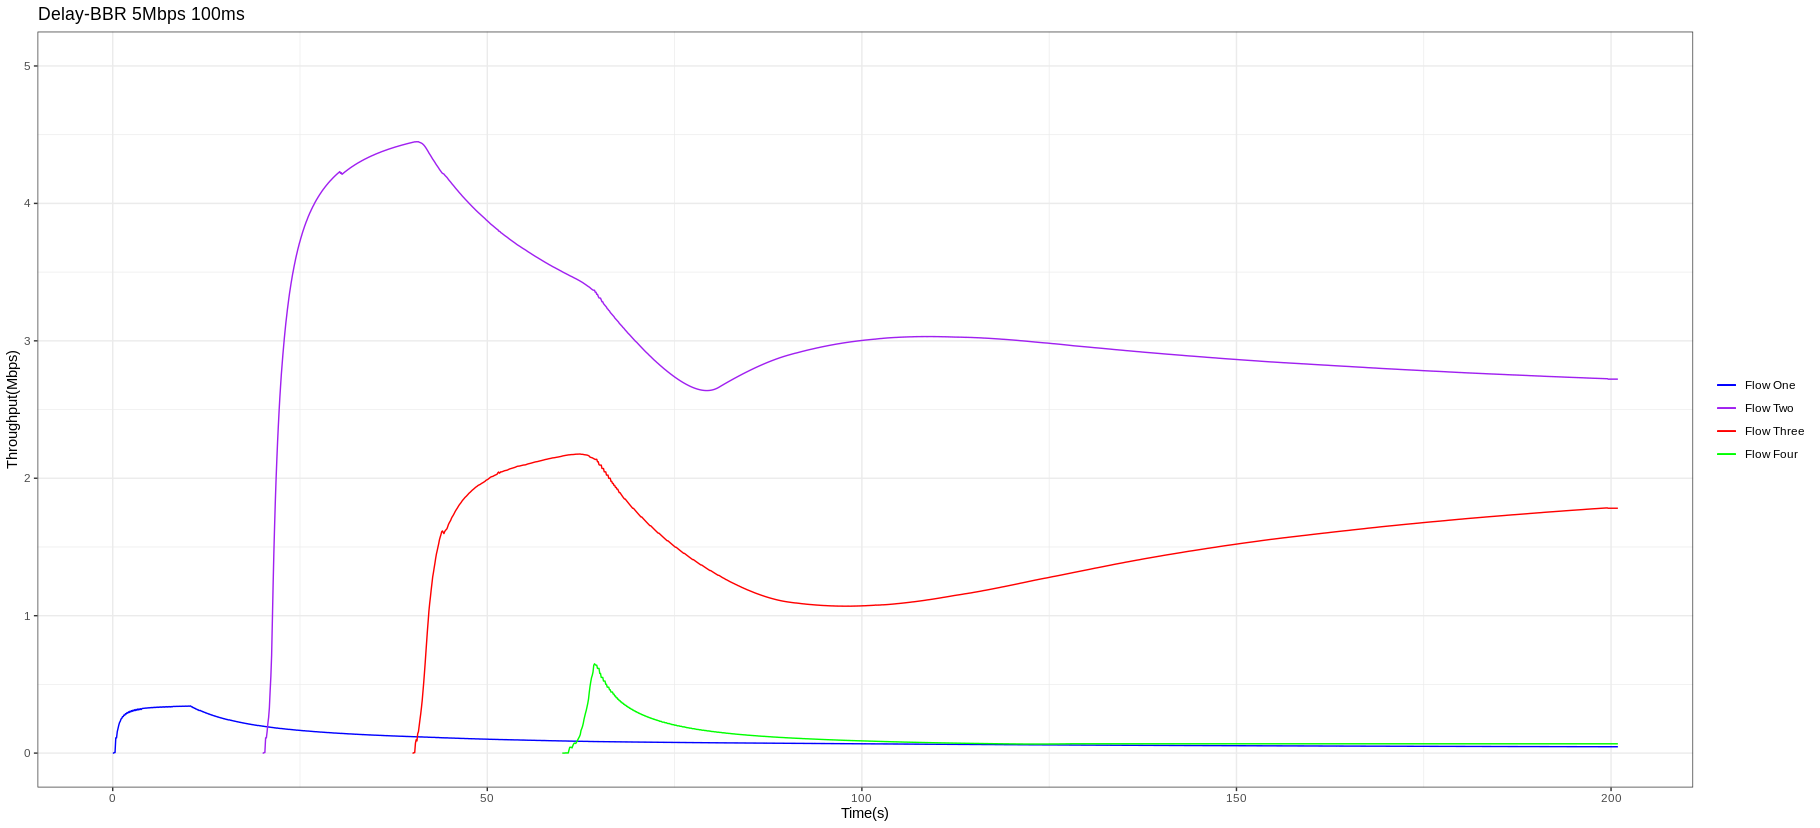 Delay-BBR 5Mbps 100ms
Throughput(Mbps)
5
4
3
2
1
0
0 50 100 150 200
Time(s)
Flow One
Flow Two
Flow Three
Flow Four